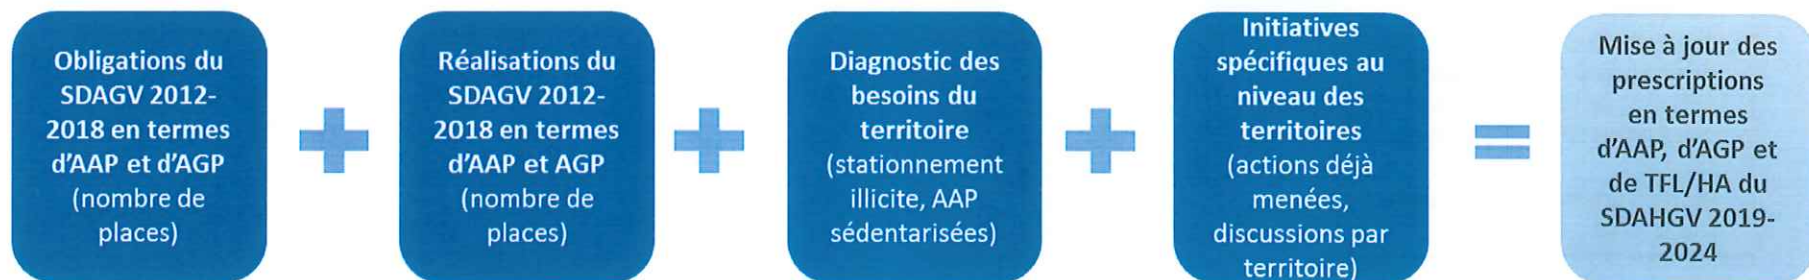 Obligations du
SDAGV 2012-
2018 en termes
d'AAP et d'AGP
(nombre de
places)
Réalisations du
SDAGV 2012-
2018 en termes
d'AAP et AGP
(nombre de
places)
Diagnostic des
besoins du
territoire
(stationnement
illicite, AAP
sédentarisées)
Initiatives
spécifiques au
niveau des
territoires
(actions déjà
menées,
discussions par
territoire)
Mise à jour des
prescriptions
en termes
d'AAP, d'AGP et
de TFL/HA du
SDAHGV 2019-
2024